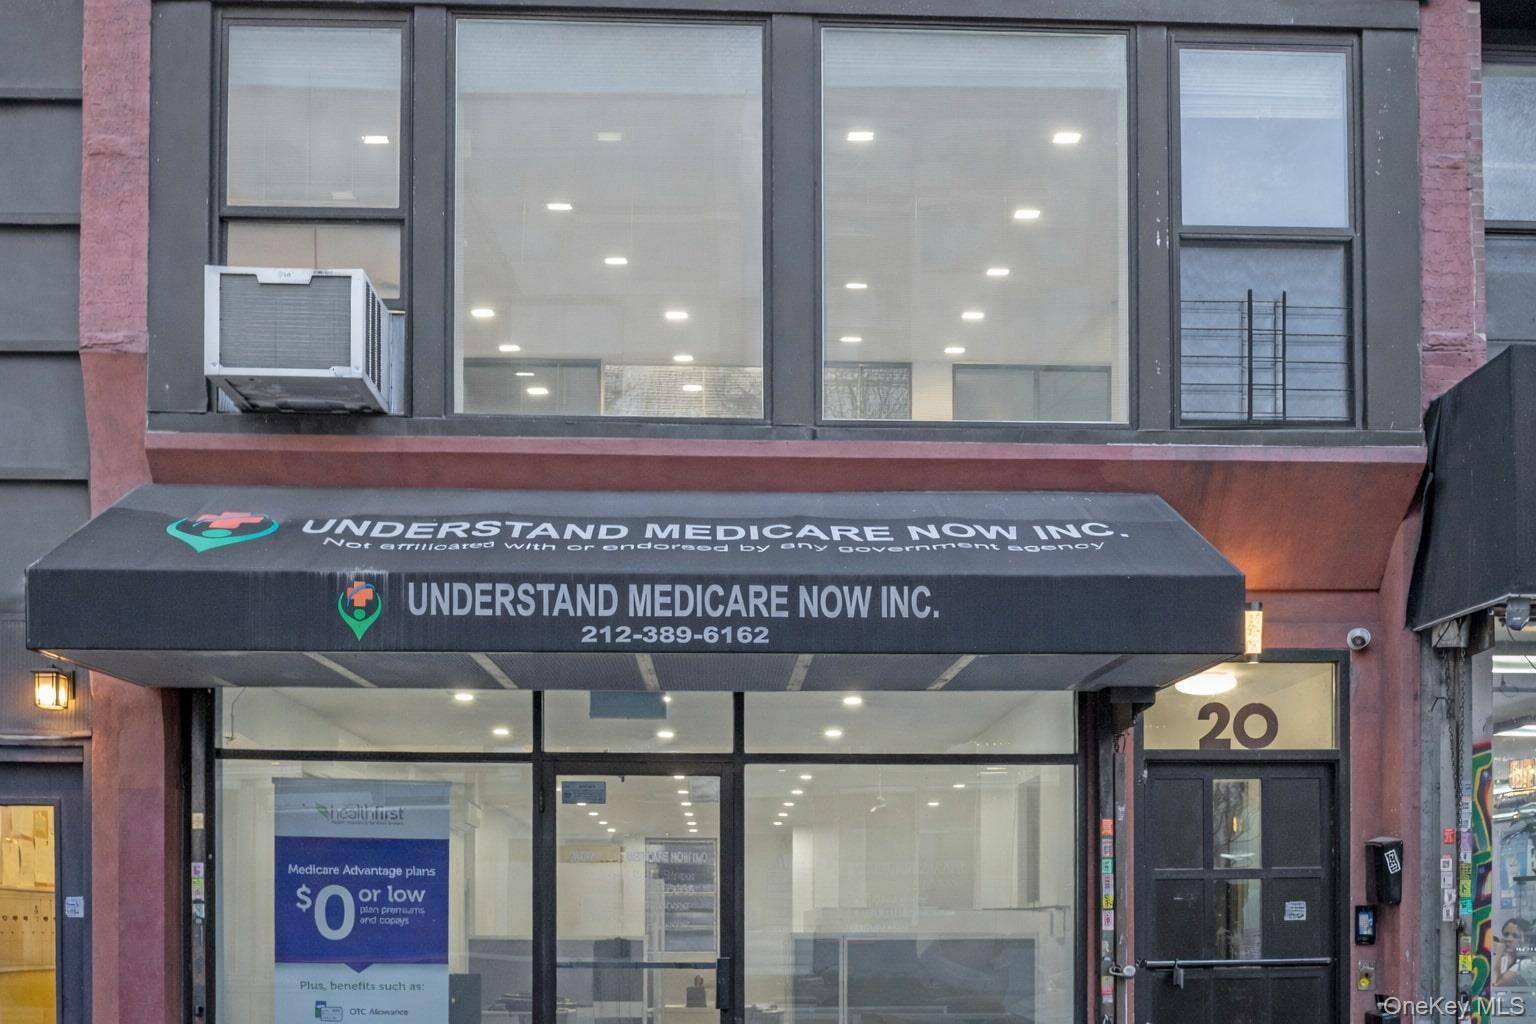 UNDERSTAND MEDICARE NOW INC.
Not affilicated with or endorsed by any government agency
UNDERSTAND MEDICARE NOW INC.
212-389-6162
20
healthfirst
Medicare Advantage plans
$0 or low
plan premiums
and copays
Plus, benefits such as:
OTC Allowance
OneKey MLS